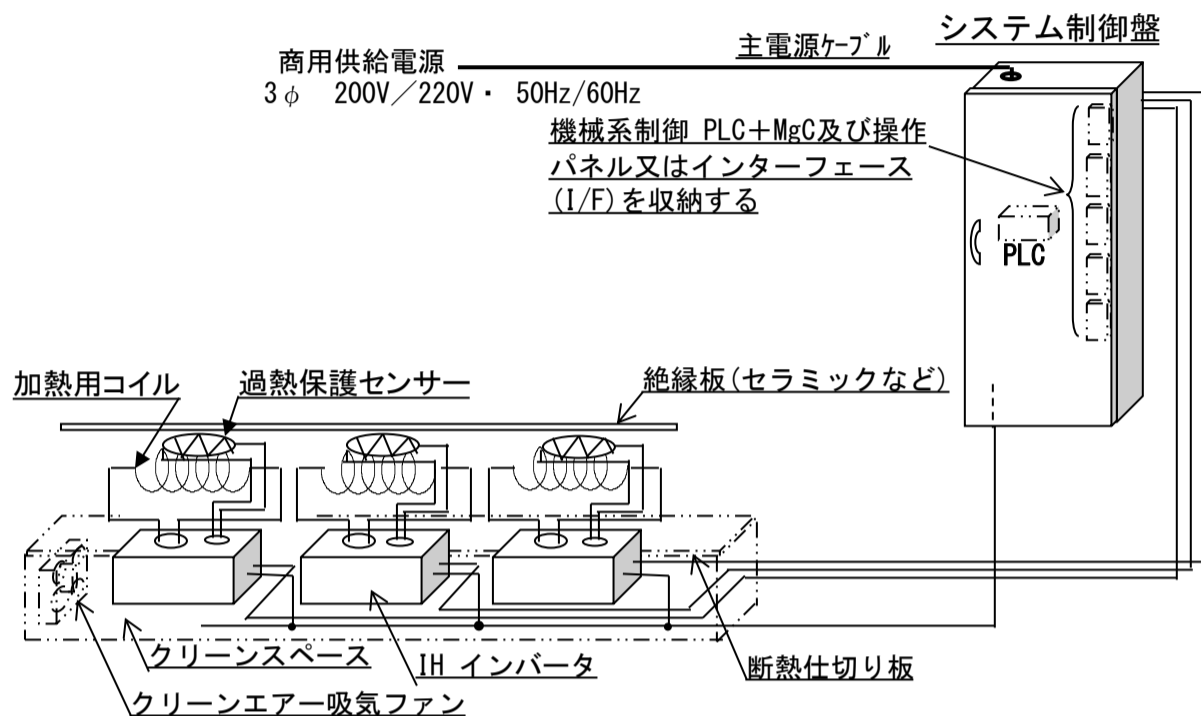 システム制御盤
主電源ｹｰﾌﾞﾙ
商用供給電源
3φ 200V／220V・ 50Hz/60Hz
機械系制御 PLC+MgC及び操作
パネル又はインターフェース
(I/F)を収納する
PLC
加熱用コイル
過熱保護センサー
絶縁板(セラミックなど)
クリーンスペース
IH インバータ
断熱仕切り板
クリーンエアー吸気ファン